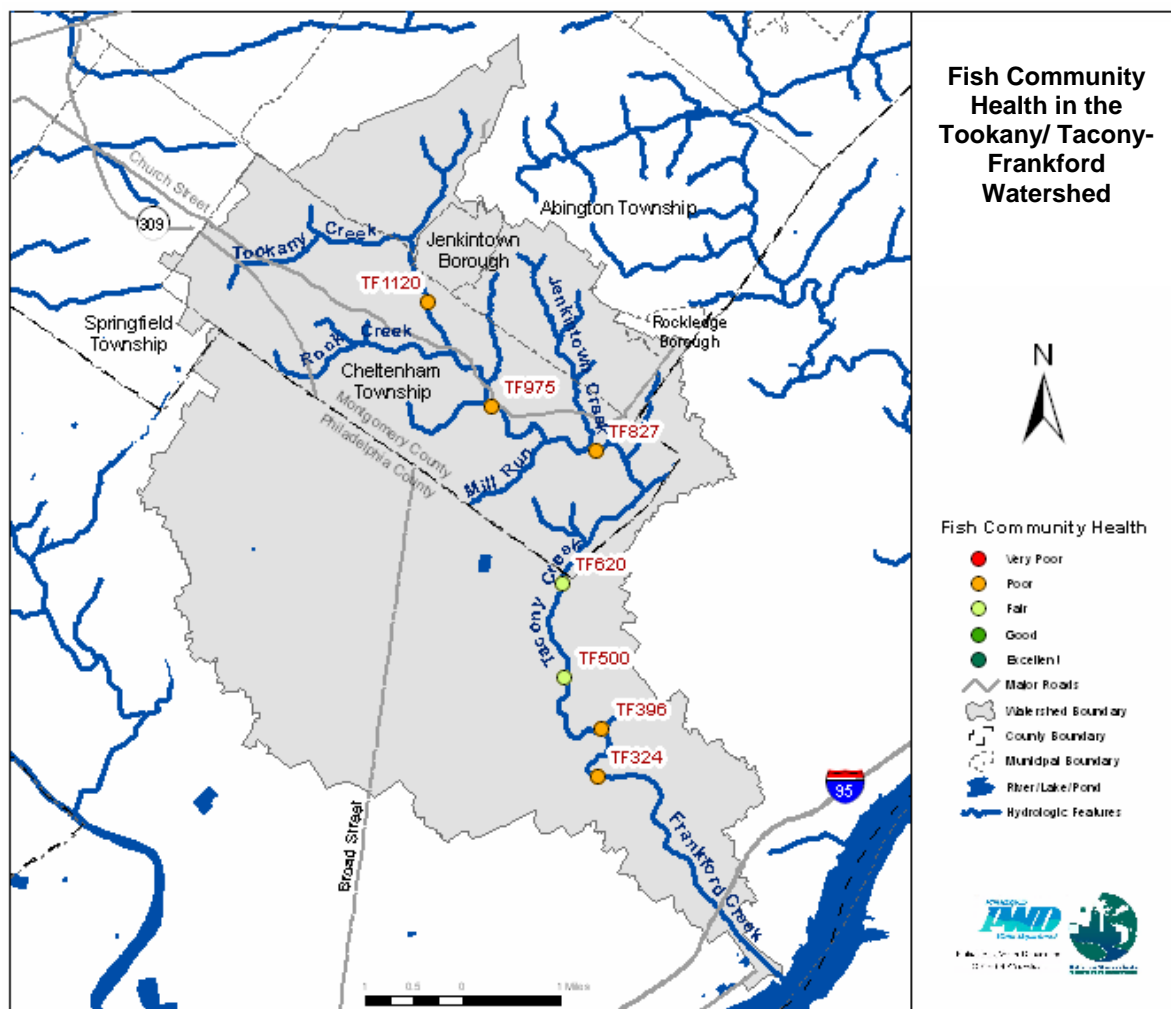 Fish Community
Health in the
Tookany/ Tacony-
Frankford
Watershed
Church Street
309
Tookany Creek
Jenkintown
Borough
Abington Township
TF1120
Jenkintown Creek
Rockledge
Borough
Springfield
Township
Rock Creek
Cheltenham
Township
TF975
TF827
Montgomery County
Philadelphia County
Mill Run
TF620
Tacony Creek
TF500
TF396
TF324
95
Broad Street
Frankford Creek
1 0.5 0 1 Miles
N
Fish Community Health
Very Poor
Poor
Fair
Good
Excellent
Major Roads
Watershed Boundary
County Boundary
Municipal Boundary
River/Lake/Pond
Hydrologic Features
PWD